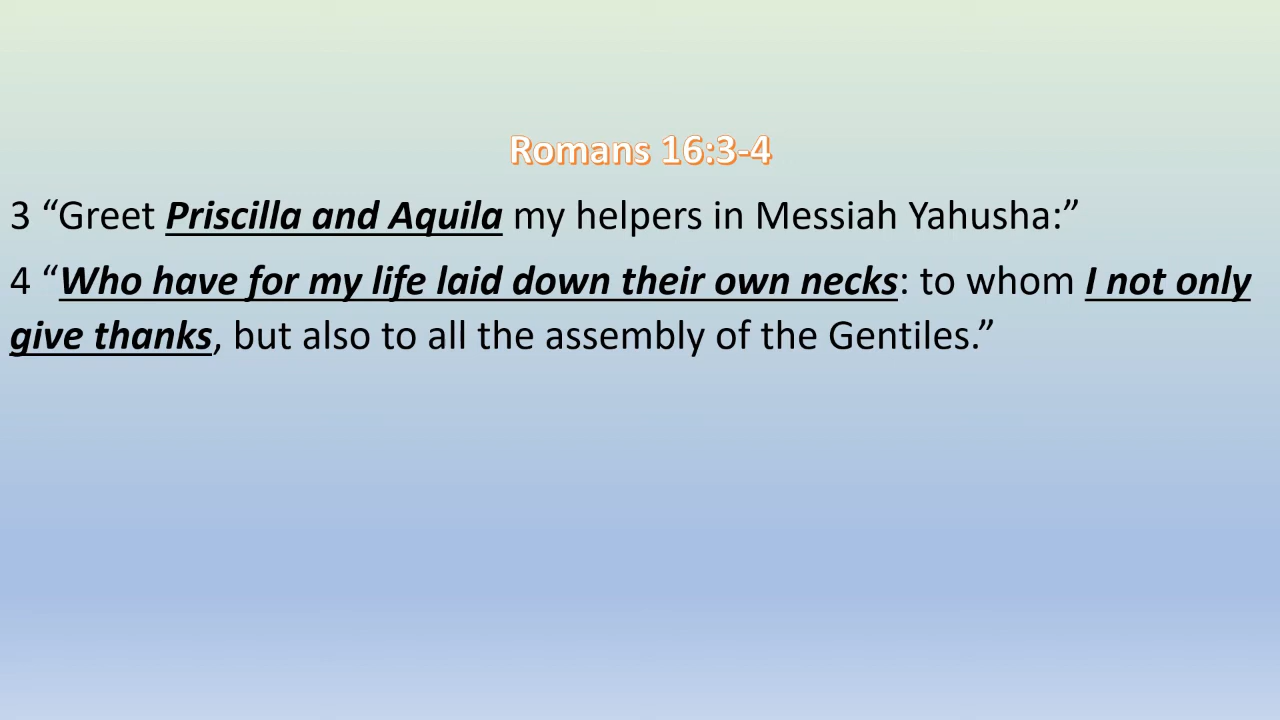 Romans 16:3-4
3 “Greet Priscilla and Aquila my helpers in Messiah Yahusha:”
4 “Who have for my life laid down their own necks: to whom I not only
give thanks, but also to all the assembly of the Gentiles.”